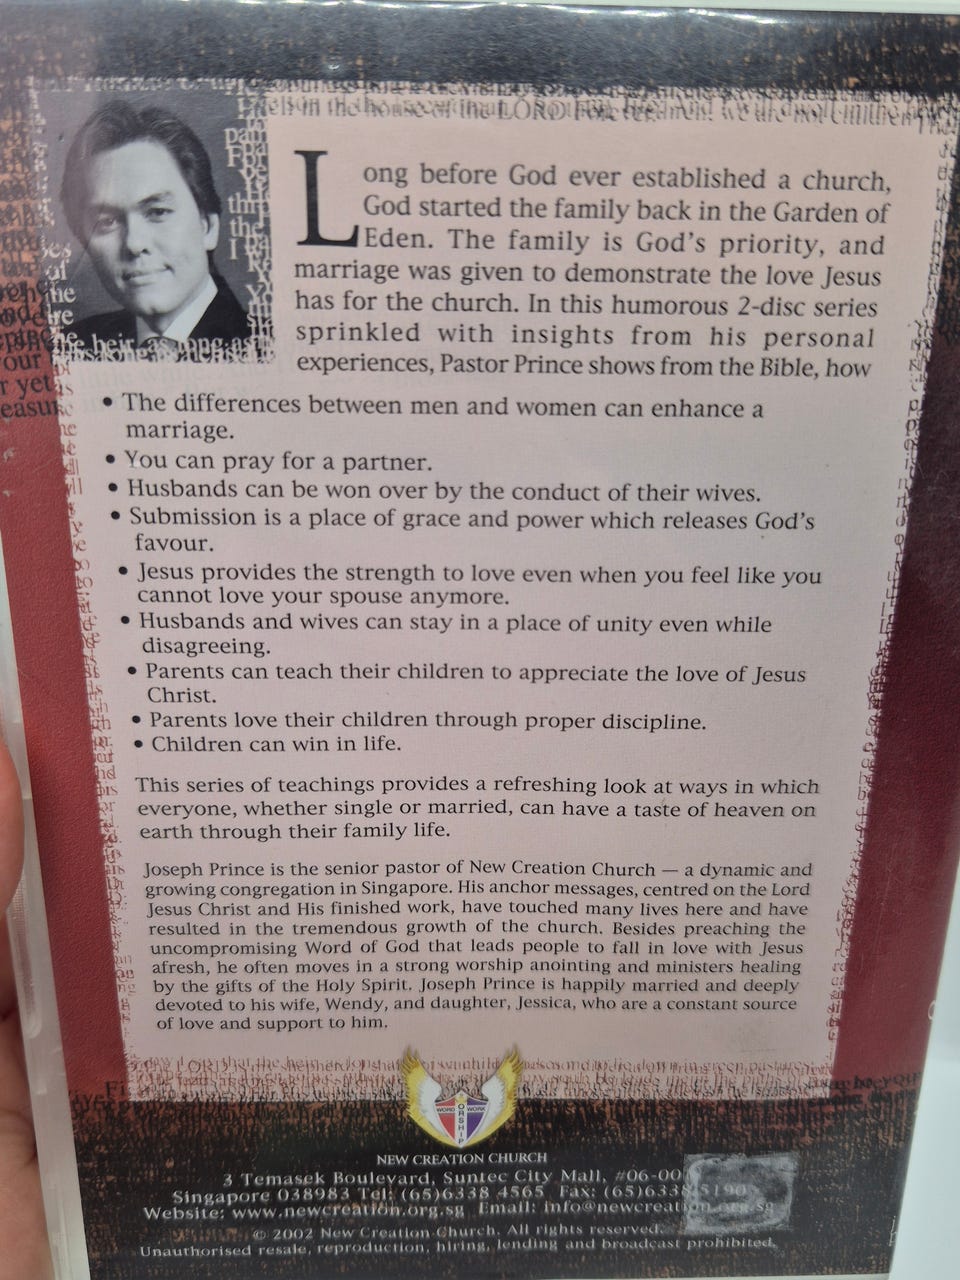 Long before God ever established a church,
God started the family back in the Garden of
Eden. The family is God's priority, and
marriage was given to demonstrate the love Jesus
has for the church. In this humorous 2-disc series
sprinkled with insights from his personal
experiences, Pastor Prince shows from the Bible, how
• The differences between men and women can enhance a
marriage.
• You can pray for a partner.
• Husbands can be won over by the conduct of their wives.
• Submission is a place of grace and power which releases God's
favour.
• Jesus provides the strength to love even when you feel like you
cannot love your spouse anymore.
• Husbands and wives can stay in a place of unity even while
disagreeing.
• Parents can teach their children to appreciate the love of Jesus
Christ.
• Parents love their children through proper discipline.
• Children can win in life.
This series of teachings provides a refreshing look at ways in which
everyone, whether single or married, can have a taste of heaven on
earth through their family life.
Joseph Prince is the senior pastor of New Creation Church — a dynamic and
growing congregation in Singapore. His anchor messages, centred on the Lord
Jesus Christ and His finished work, have touched many lives here and have
resulted in the tremendous growth of the church. Besides preaching the
uncompromising Word of God that leads people to fall in love with Jesus
afresh, he often moves in a strong worship anointing and ministers healing
by the gifts of the Holy Spirit. Joseph Prince is happily married and deeply
devoted to his wife, Wendy, and daughter, Jessica, who are a constant source
of love and support to him.
WORD WORSHIP WORK
NEW CREATION CHURCH
3 Temasek Boulevard, Suntec City Mall, #06-00
Singapore 038983 Tel: (65)6338 4565 Fax: (65)6338 5190
Website: www.newcreation.org.sg Email: info@newcreation.org.sg
© 2002 New Creation Church. All rights reserved.
Unauthorised resale, reproduction, hiring, lending and broadcast prohibited.